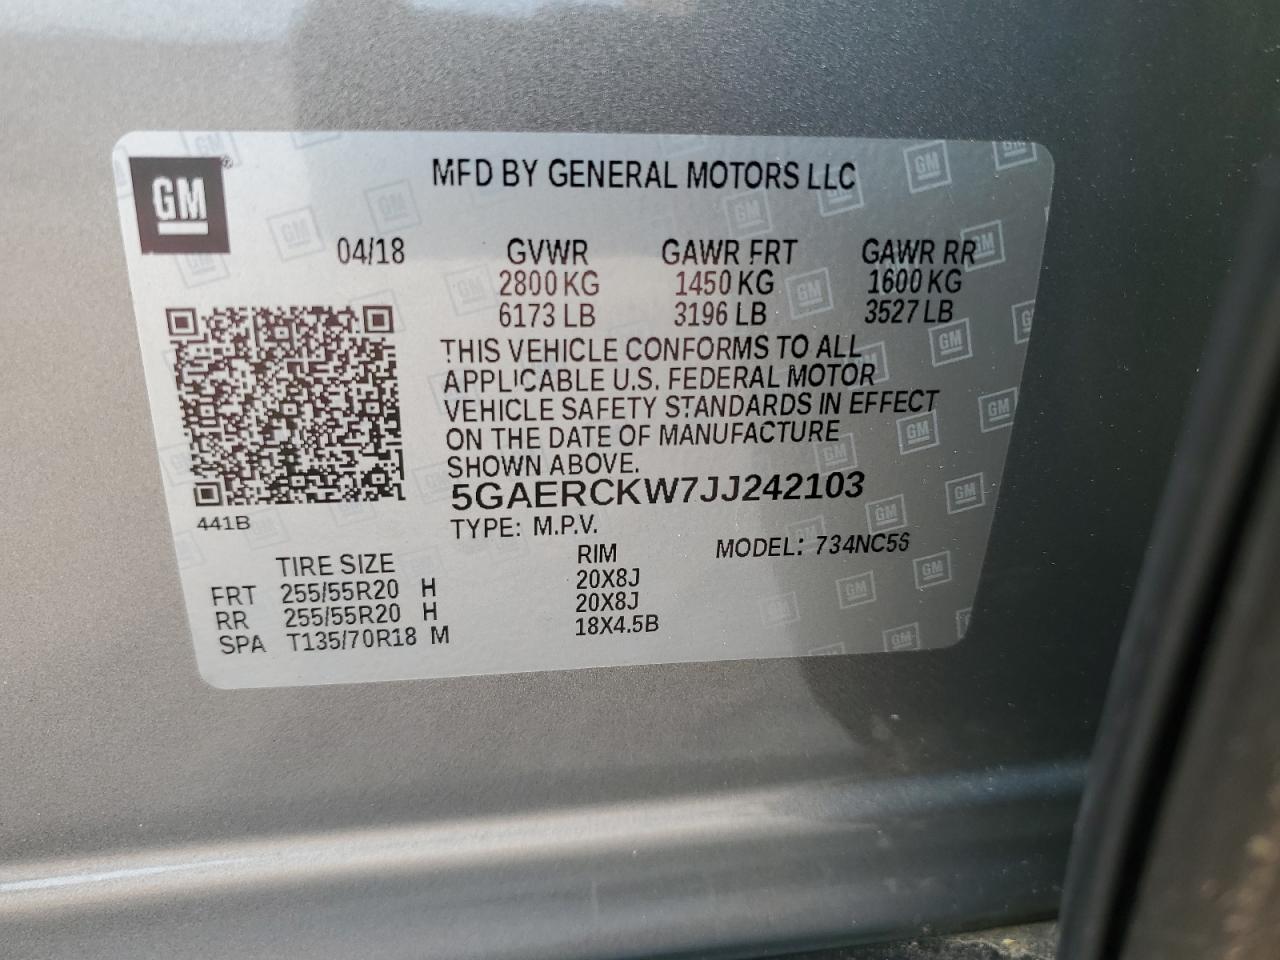 MFD BY GENERAL MOTORS LLC
GM®
04/18 GVWR GAWR FRT GAWR RR
2800 KG 1450 KG 1600 KG
6173 LB 3196 LB 3527 LB
THIS VEHICLE CONFORMS TO ALL
APPLICABLE U.S. FEDERAL MOTOR
VEHICLE SAFETY STANDARDS IN EFFECT
ON THE DATE OF MANUFACTURE
SHOWN ABOVE.
5GAERCKW7JJ242103
441B
TYPE: M.P.V.
MODEL: 734NC56
TIRE SIZE RIM
FRT 255/55R20 H 20X8J
RR 255/55R20 H 20X8J
SPA T135/70R18 M 18X4.5B